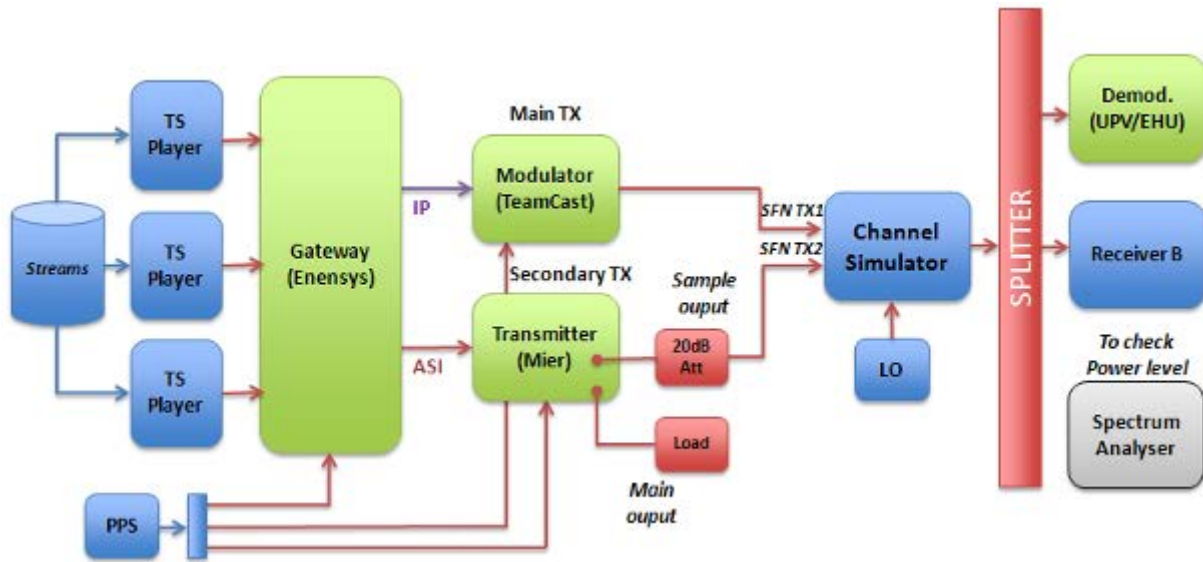 Streams
TS
Player
TS
Player
TS
Player
PPS
Gateway
(Enensys)
IP
ASI
Main TX
Modulator
(TeamCast)
Secondary TX
Transmitter
(Mier)
Sample
ouput
20dB
Att
Load
Main
ouput
SFN TX1
SFN TX2
Channel
Simulator
LO
SPLITTER
Demod.
(UPV/EHU)
Receiver B
To check
Power level
Spectrum
Analyser